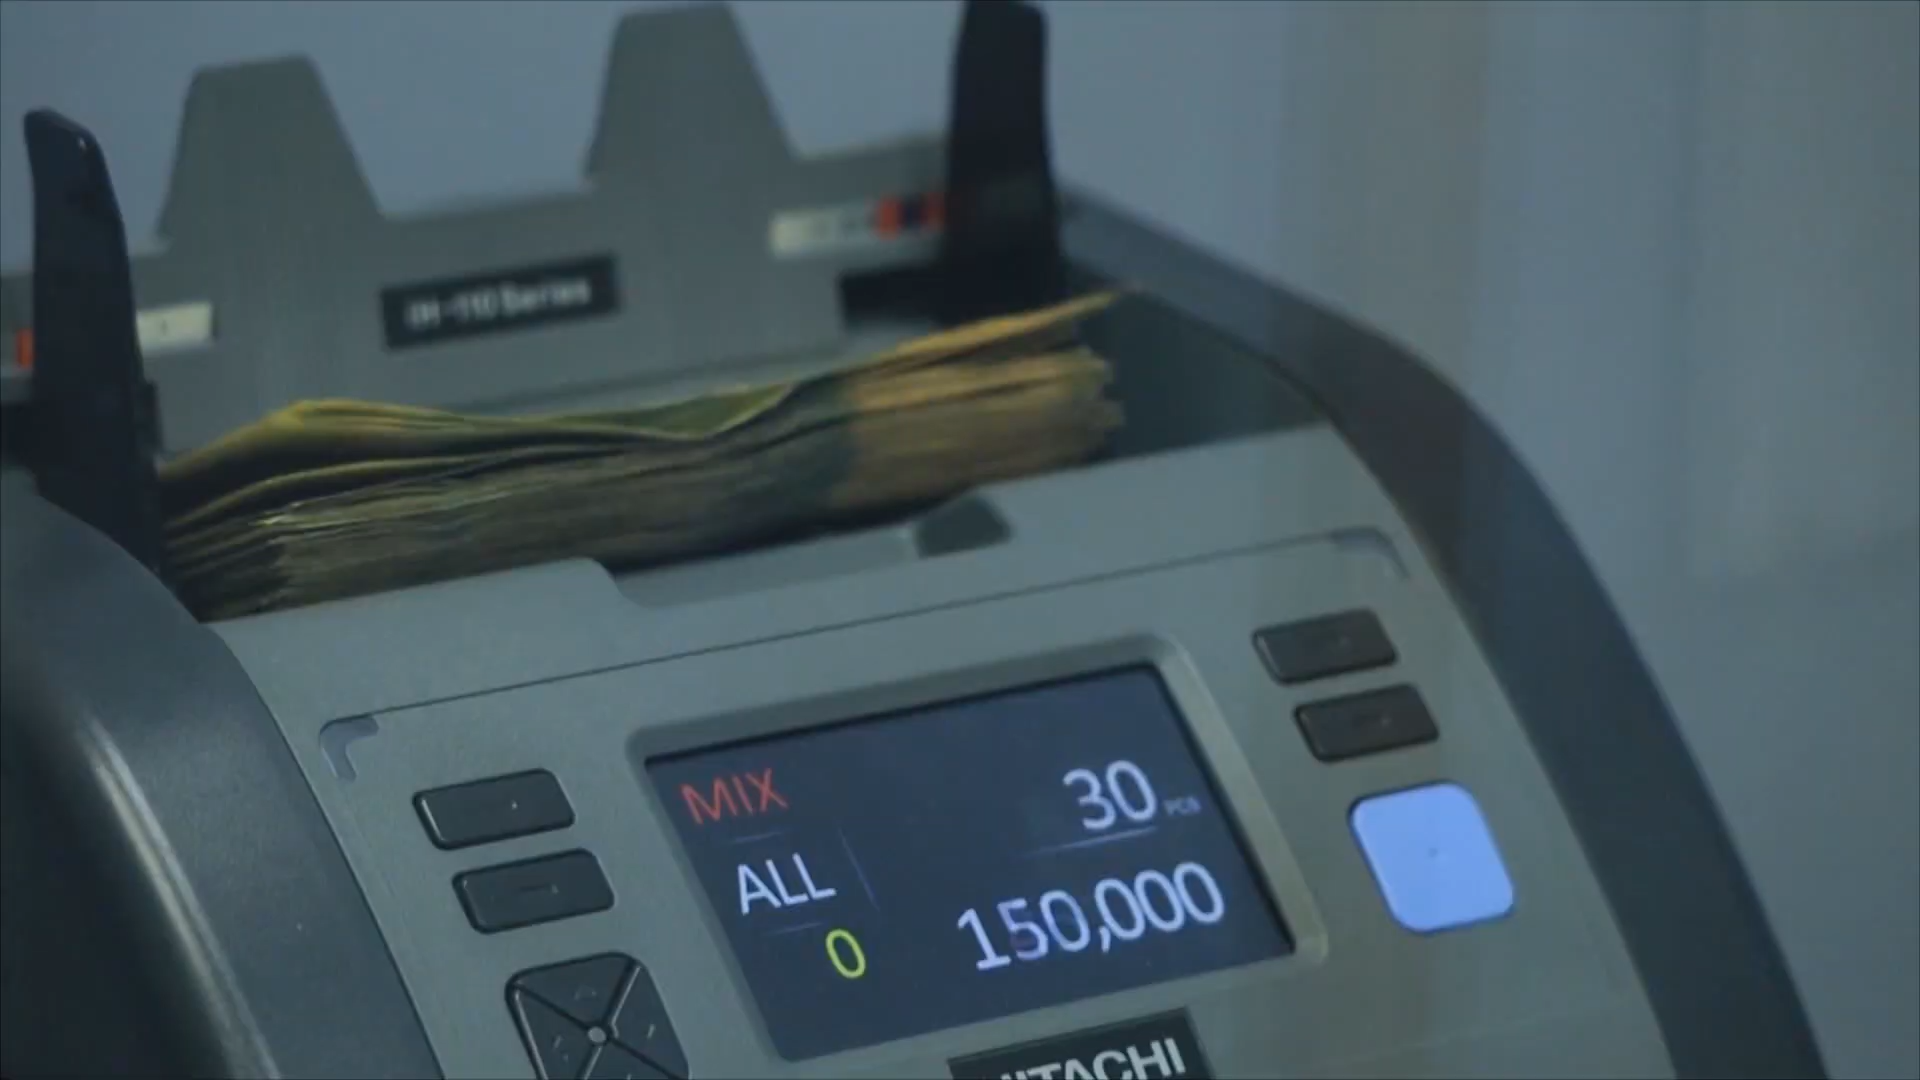 iH-110 Series
MIX
30 PCS
ALL
150,000
0
HITACHI